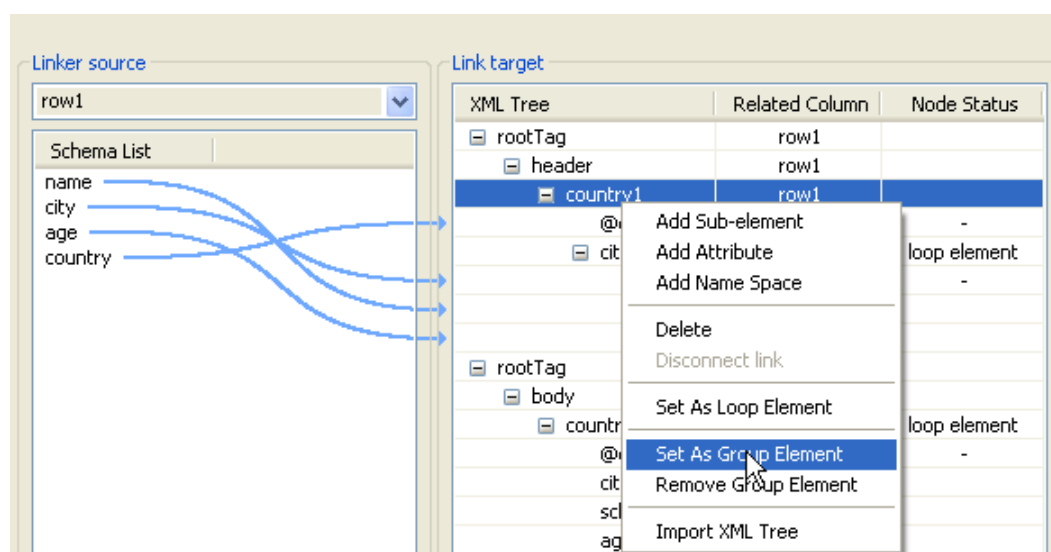 Linker source
row1
Schema List
name
city
age
country
Link target
XML Tree Related Column Node Status
rootTag row1
header row1
country1 row1
-
loop element
-
rootTag
body
loop element
-
Add Sub-element
Add Attribute
Add Name Space
Delete
Disconnect link
Set As Loop Element
Set As Group Element
Remove Group Element
Import XML Tree